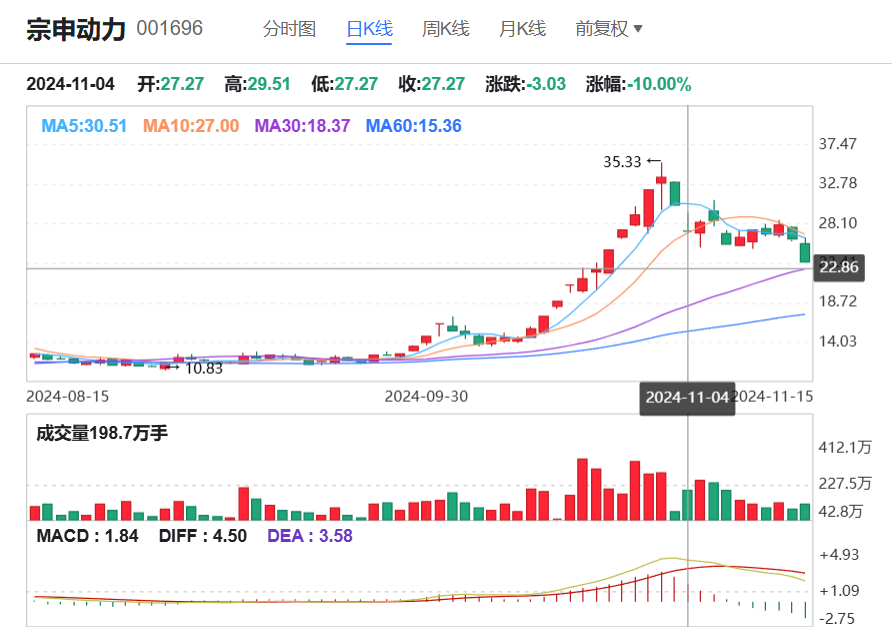 宗申动力 001696 分时图 日K线 周K线 月K线 前复权▼
2024-11-04 开:27.27 高:29.51 低:27.27 收:27.27 涨跌:-3.03 涨幅:-10.00%
MA5:30.51 MA10:27.00 MA30:18.37 MA60:15.36
37.47
35.33←
32.78
28.10
22.86
18.72
14.03
→10.83
2024-08-15 2024-09-30 2024-11-04 2024-11-15
成交量198.7万手
412.1万
227.5万
42.8万
MACD : 1.84 DIFF : 4.50 DEA : 3.58
+4.93
+1.09
-2.75